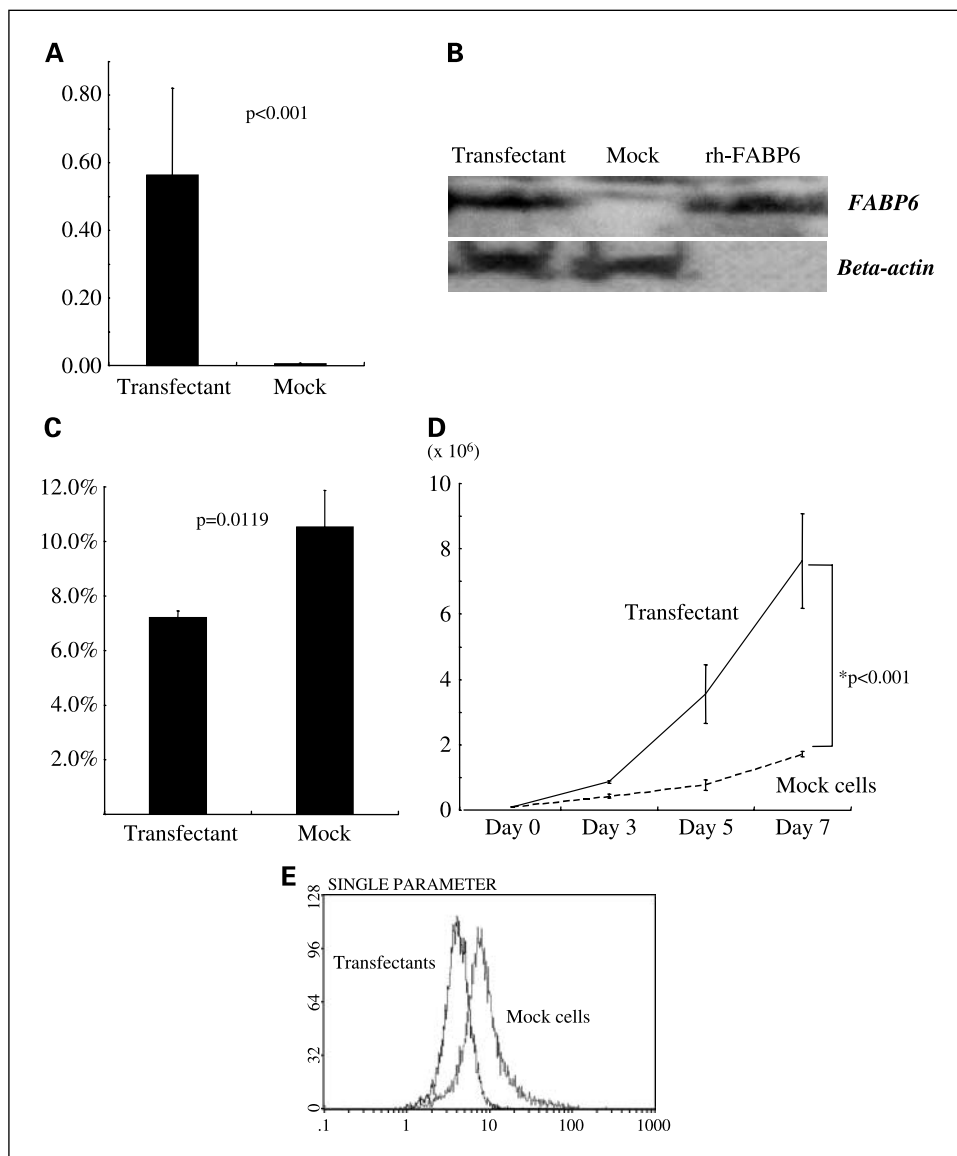 A
0.80
0.60
0.40
0.20
0.00
p<0.001
Transfectant Mock
B
Transfectant Mock rh-FABP6
FABP6
Beta-actin
C
12.0%
10.0%
8.0%
6.0%
4.0%
2.0%
p=0.0119
Transfectant Mock
D
(x 10⁶)
10
8
6
4
2
0
Transfectant
*p<0.001
Mock cells
Day 0 Day 3 Day 5 Day 7
E
SINGLE PARAMETER
128
96
64
32
0
Transfectants
Mock cells
.1 1 10 100 1000